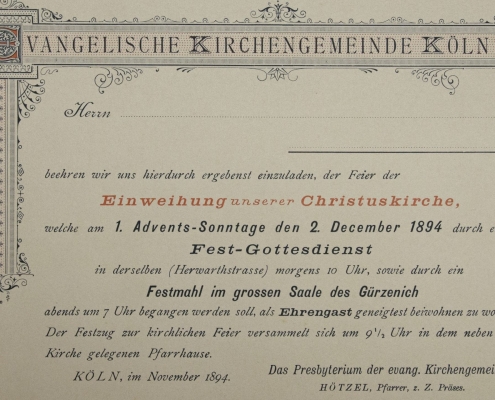 EVANGELISCHE KIRCHENGEMEINDE KÖLN
Herrn
beehren wir uns hierdurch ergebenst einzuladen, der Feier der
Einweihung unserer Christuskirche,
welche am 1. Advents-Sonntage den 2. December 1894 durch
Fest-Gottesdienst
in derselben (Herwarthstrasse) morgens 10 Uhr, sowie durch ein
Festmahl im grossen Saale des Gürzenich
abends um 7 Uhr begangen werden soll, als Ehrengast geneigtest beiwohnen zu
Der Festzug zur kirchlichen Feier versammelt sich um 9½ Uhr in dem neben
Kirche gelegenen Pfarrhause.
KÖLN, im November 1894.
Das Presbyterium der evang. Kirchengemei
HÖTZEL, Pfarrer, z. Z. Präses.